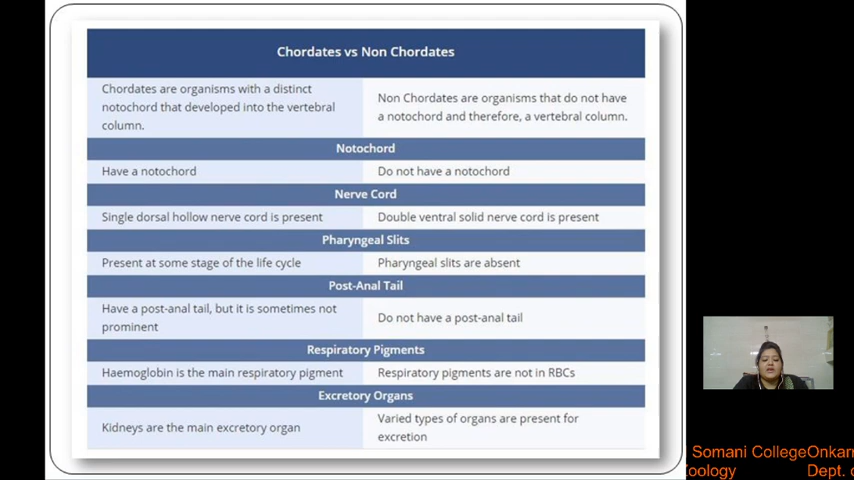 Chordates vs Non Chordates
Chordates are organisms with a distinct
notochord that developed into the vertebral
column.
Non Chordates are organisms that do not have
a notochord and therefore, a vertebral column.
Notochord
Have a notochord
Do not have a notochord
Nerve Cord
Single dorsal hollow nerve cord is present
Double ventral solid nerve cord is present
Pharyngeal Slits
Present at some stage of the life cycle
Pharyngeal slits are absent
Post-Anal Tail
Have a post-anal tail, but it is sometimes not
prominent
Do not have a post-anal tail
Respiratory Pigments
Haemoglobin is the main respiratory pigment
Respiratory pigments are not in RBCs
Excretory Organs
Kidneys are the main excretory organ
Varied types of organs are present for
excretion
Somani College
Dept.